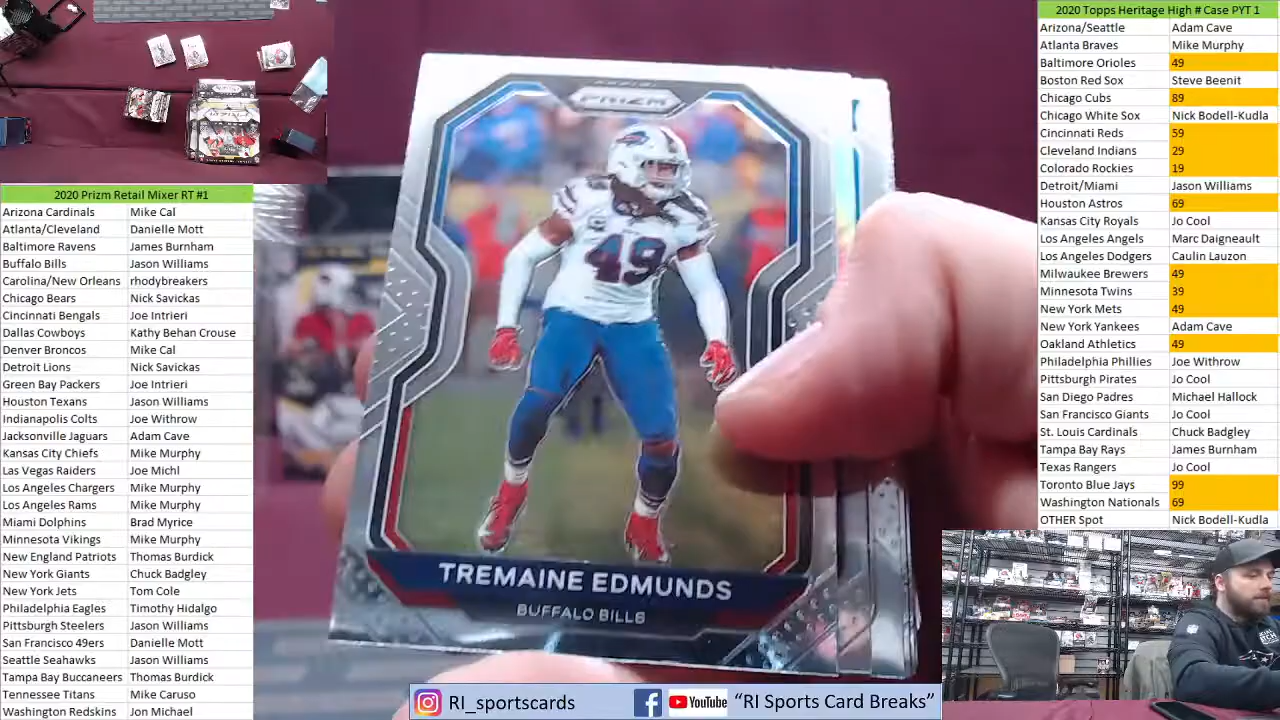 2020 Prizm Retail Mixer RT #1
Arizona Cardinals Mike Cal
Atlanta/Cleveland Danielle Mott
Baltimore Ravens James Burnham
Buffalo Bills Jason Williams
Carolina/New Orleans rhodybreakers
Chicago Bears Nick Savickas
Cincinnati Bengals Joe Intrieri
Dallas Cowboys Kathy Behan Crouse
Denver Broncos Mike Cal
Detroit Lions Nick Savickas
Green Bay Packers Joe Intrieri
Houston Texans Jason Williams
Indianapolis Colts Joe Withrow
Jacksonville Jaguars Adam Cave
Kansas City Chiefs Mike Murphy
Las Vegas Raiders Joe Michl
Los Angeles Chargers Mike Murphy
Los Angeles Rams Mike Murphy
Miami Dolphins Brad Myrice
Minnesota Vikings Mike Murphy
New England Patriots Thomas Burdick
New York Giants Chuck Badgley
New York Jets Tom Cole
Philadelphia Eagles Timothy Hidalgo
Pittsburgh Steelers Jason Williams
San Francisco 49ers Danielle Mott
Seattle Seahawks Jason Williams
Tampa Bay Buccaneers Thomas Burdick
Tennessee Titans Mike Caruso
Washington Redskins Jon Michael
PRIZM
49
TREMAINE EDMUNDS
BUFFALO BILLS
RI_sportscards YouTube "RI Sports Card Breaks"
2020 Topps Heritage High # Case PYT 1
Arizona/Seattle Adam Cave
Atlanta Braves Mike Murphy
Baltimore Orioles 49
Boston Red Sox Steve Beenit
Chicago Cubs 89
Chicago White Sox Nick Bodell-Kudla
Cincinnati Reds 59
Cleveland Indians 29
Colorado Rockies 19
Detroit/Miami Jason Williams
Houston Astros 69
Kansas City Royals Jo Cool
Los Angeles Angels Marc Daigneault
Los Angeles Dodgers Caulin Lauzon
Milwaukee Brewers 49
Minnesota Twins 39
New York Mets 49
New York Yankees Adam Cave
Oakland Athletics 49
Philadelphia Phillies Joe Withrow
Pittsburgh Pirates Jo Cool
San Diego Padres Michael Hallock
San Francisco Giants Jo Cool
St. Louis Cardinals Chuck Badgley
Tampa Bay Rays James Burnham
Texas Rangers Jo Cool
Toronto Blue Jays 99
Washington Nationals 69
OTHER Spot Nick Bodell-Kudla